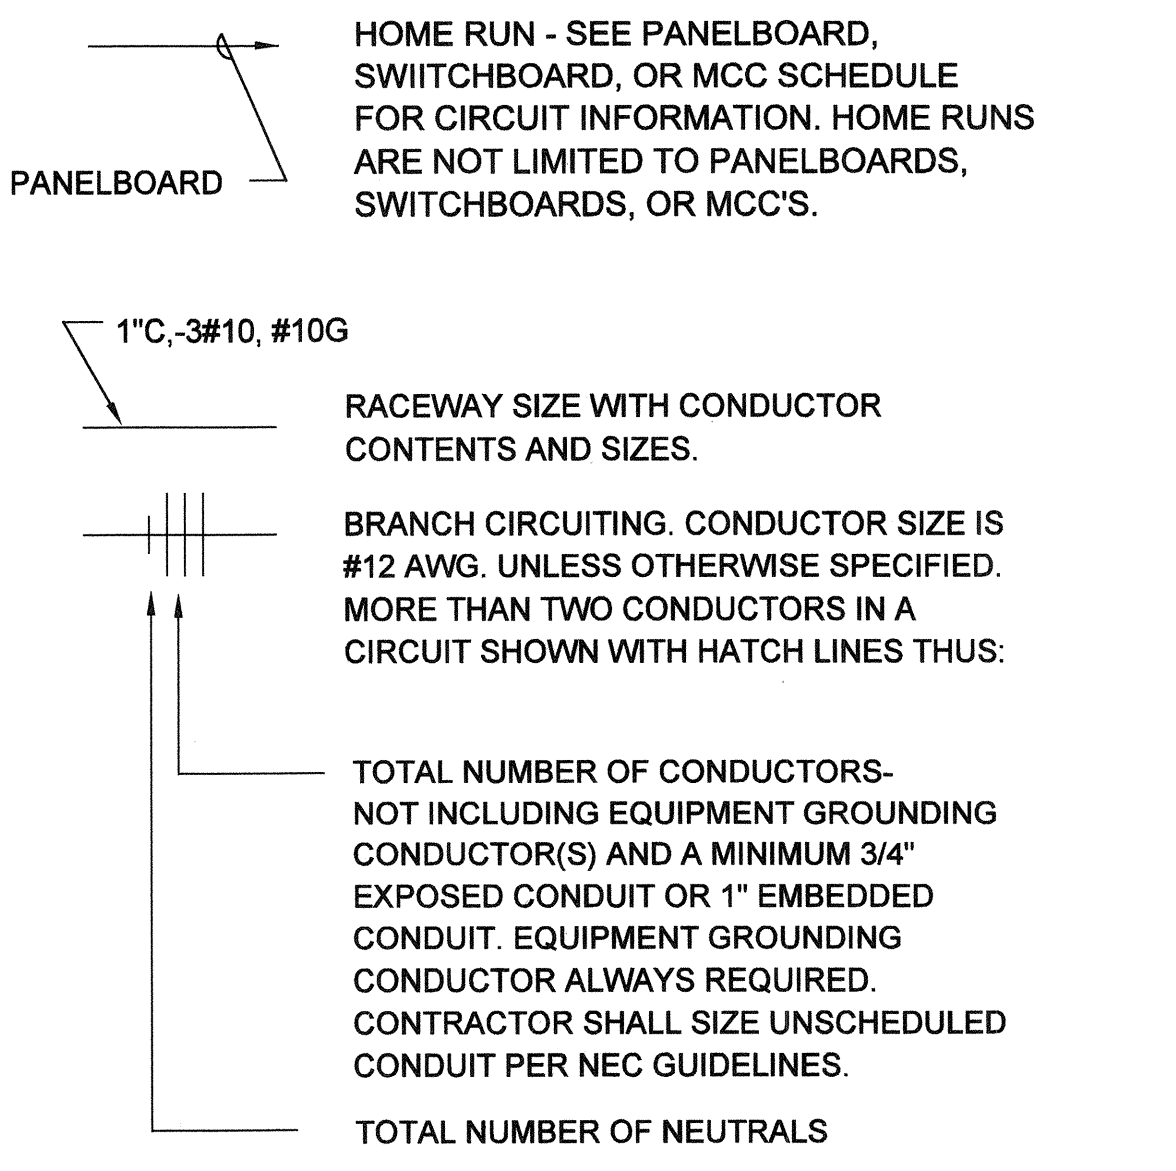 HOME RUN - SEE PANELBOARD,
SWIITCHBOARD, OR MCC SCHEDULE
FOR CIRCUIT INFORMATION. HOME RUNS
ARE NOT LIMITED TO PANELBOARDS,
SWITCHBOARDS, OR MCC'S.
PANELBOARD
1"C,-3#10, #10G
RACEWAY SIZE WITH CONDUCTOR
CONTENTS AND SIZES.
BRANCH CIRCUITING. CONDUCTOR SIZE IS
#12 AWG. UNLESS OTHERWISE SPECIFIED.
MORE THAN TWO CONDUCTORS IN A
CIRCUIT SHOWN WITH HATCH LINES THUS:
TOTAL NUMBER OF CONDUCTORS-
NOT INCLUDING EQUIPMENT GROUNDING
CONDUCTOR(S) AND A MINIMUM 3/4"
EXPOSED CONDUIT OR 1" EMBEDDED
CONDUIT. EQUIPMENT GROUNDING
CONDUCTOR ALWAYS REQUIRED.
CONTRACTOR SHALL SIZE UNSCHEDULED
CONDUIT PER NEC GUIDELINES.
TOTAL NUMBER OF NEUTRALS